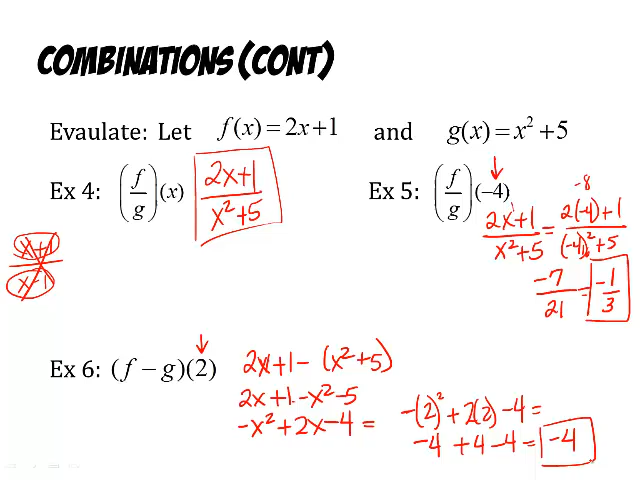 COMBINATIONS (CONT)
Evaulate: Let f(x) = 2x + 1 and g(x) = x² + 5
Ex 4: (f/g)(x) (2x+1)/(x²+5)
Ex 5: (f/g)(−4)
-8
(2x+1)/(x²+5) = (2(-4)+1)/((-4)²+5)
-7/21 = -1/3
(x+1)/(x-1)
Ex 6: (f − g)(2) 2x+1 - (x²+5)
2x+1-x²-5
-x²+2x-4 =
-(2)²+2(2)-4 =
-4+4-4 = -4